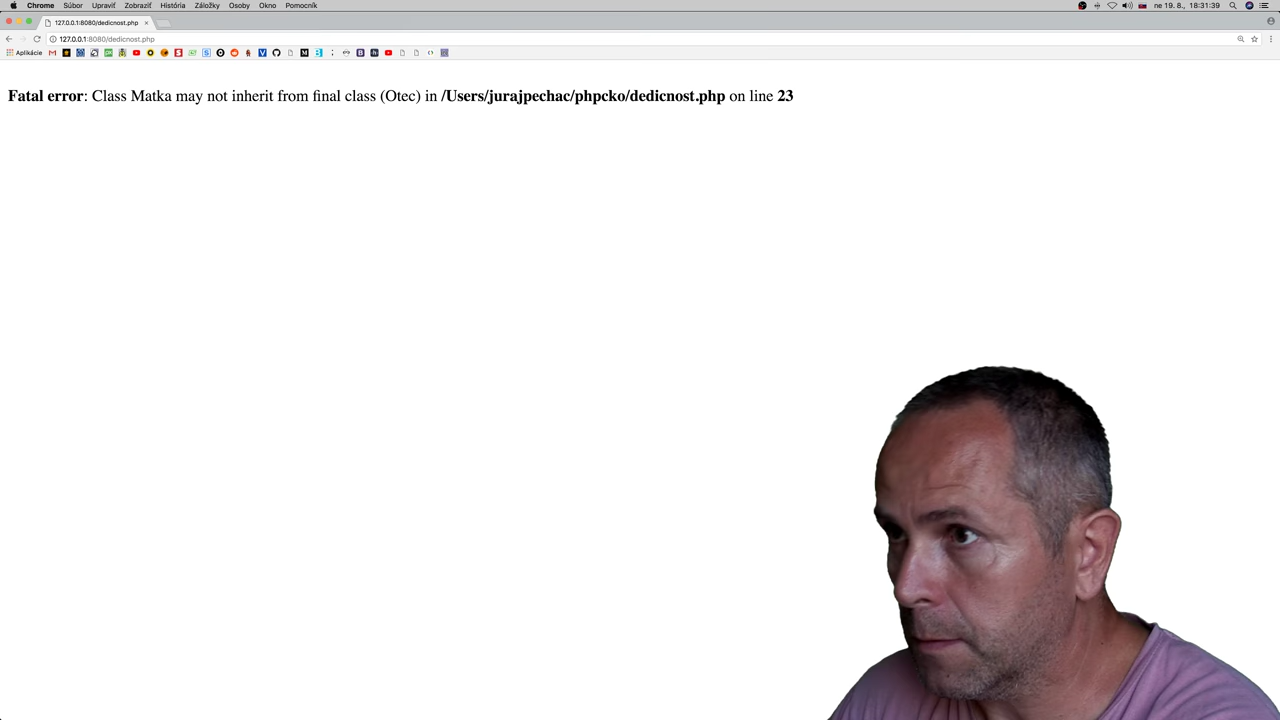 Chrome Súbor Upraviť Zobraziť História Záložky Osoby Okno Pomocník
ne 19. 8., 18:31:39
127.0.0.1:8080/dedicnost.php
127.0.0.1:8080/dedicnost.php
Aplikácie
Fatal error: Class Matka may not inherit from final class (Otec) in /Users/jurajpechac/phpcko/dedicnost.php on line 23